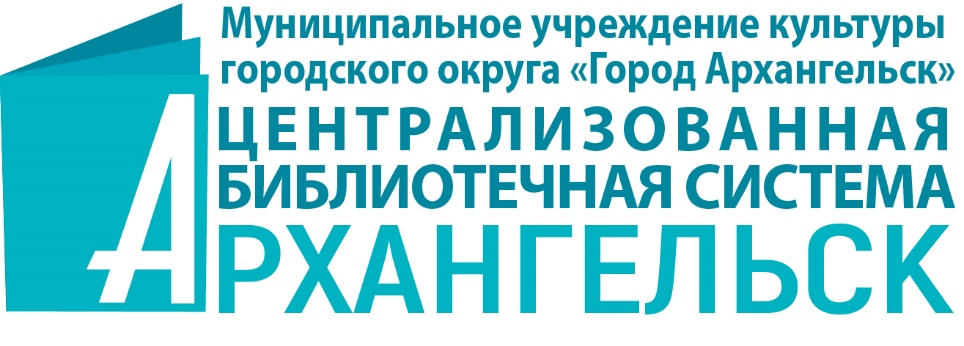 Муниципальное учреждение культуры
городского округа «Город Архангельск»
ЦЕНТРАЛИЗОВАННАЯ
БИБЛИОТЕЧНАЯ СИСТЕМА
АРХАНГЕЛЬСК